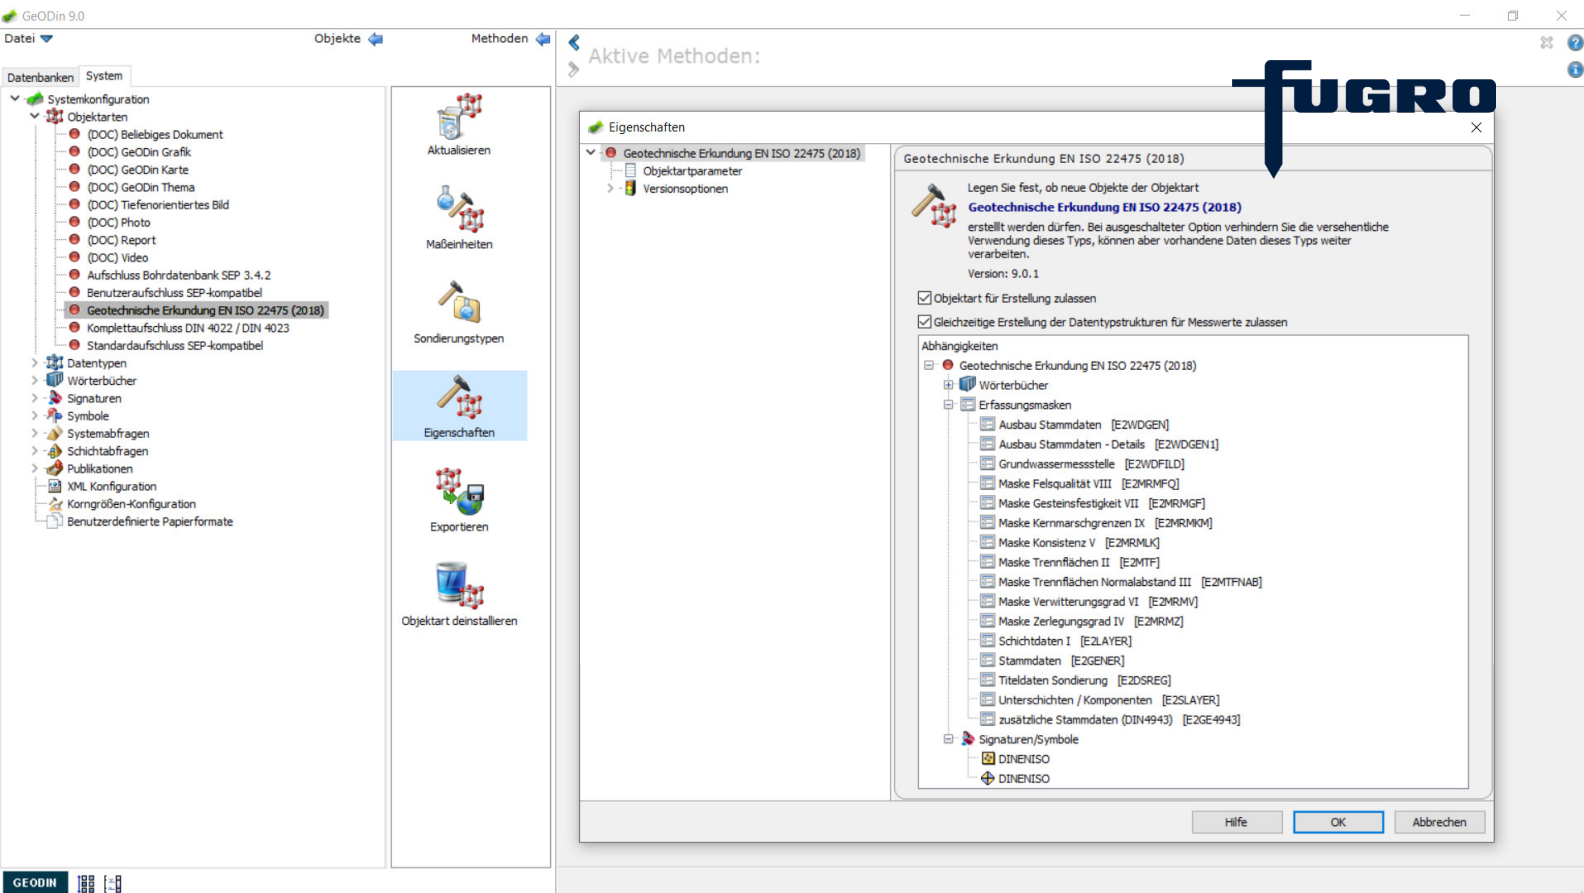 GeODin 9.0
Datei
Objekte
Methoden
Aktive Methoden:
FUGRO
Datenbanken
System
Systemkonfiguration
Objektarten
(DOC) Beliebiges Dokument
(DOC) GeODin Grafik
(DOC) GeODin Karte
(DOC) GeODin Thema
(DOC) Tiefenorientiertes Bild
(DOC) Photo
(DOC) Report
(DOC) Video
Aufschluss Bohrdatenbank SEP 3.4.2
Benutzeraufschluss SEP-kompatibel
Geotechnische Erkundung EN ISO 22475 (2018)
Komplettaufschluss DIN 4022 / DIN 4023
Standardaufschluss SEP-kompatibel
Datentypen
Wörterbücher
Signaturen
Symbole
Systemabfragen
Schichtabfragen
Publikationen
XML Konfiguration
Korngrößen-Konfiguration
Benutzerdefinierte Papierformate
Aktualisieren
Maßeinheiten
Sondierungstypen
Eigenschaften
Exportieren
Objektart deinstallieren
Eigenschaften
Geotechnische Erkundung EN ISO 22475 (2018)
Objektartparameter
Versionsoptionen
Geotechnische Erkundung EN ISO 22475 (2018)
Legen Sie fest, ob neue Objekte der Objektart
Geotechnische Erkundung EN ISO 22475 (2018)
erstellt werden dürfen. Bei ausgeschalteter Option verhindern Sie die versehentliche
Verwendung dieses Typs, können aber vorhandene Daten dieses Typs weiter
verarbeiten.
Version: 9.0.1
Objektart für Erstellung zulassen
Gleichzeitige Erstellung der Datentypstrukturen für Messwerte zulassen
Abhängigkeiten
Geotechnische Erkundung EN ISO 22475 (2018)
Wörterbücher
Erfassungsmasken
Ausbau Stammdaten [E2WDGEN]
Ausbau Stammdaten - Details [E2WDGEN1]
Grundwassermessstelle [E2WDFILD]
Maske Felsqualität VIII [E2MRMFQ]
Maske Gesteinsfestigkeit VII [E2MRMGF]
Maske Kernmarschgrenzen IX [E2MRMKM]
Maske Konsistenz V [E2MRMLK]
Maske Trennflächen II [E2MTF]
Maske Trennflächen Normalabstand III [E2MTFNAB]
Maske Verwitterungsgrad VI [E2MRMV]
Maske Zerlegungsgrad IV [E2MRMZ]
Schichtdaten I [E2LAYER]
Stammdaten [E2GENER]
Titeldaten Sondierung [E2DSREG]
Unterschichten / Komponenten [E2SLAYER]
zusätzliche Stammdaten (DIN4943) [E2GE4943]
Signaturen/Symbole
DINENISO
DINENISO
Hilfe
OK
Abbrechen
GEODIN